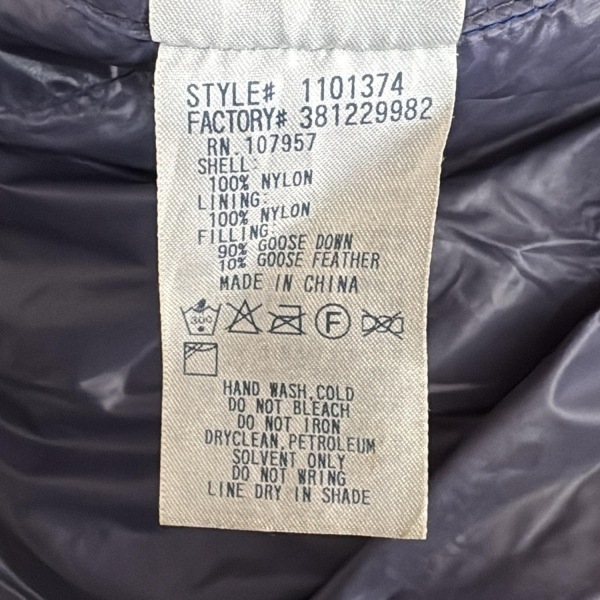 STYLE# 1101374
FACTORY# 381229982
RN 107957
SHELL:
100% NYLON
LINING:
100% NYLON
FILLING:
90% GOOSE DOWN
10% GOOSE FEATHER
MADE IN CHINA
30C F
HAND WASH,COLD
DO NOT BLEACH
DO NOT IRON
DRYCLEAN,PETROLEUM
SOLVENT ONLY
DO NOT WRING
LINE DRY IN SHADE